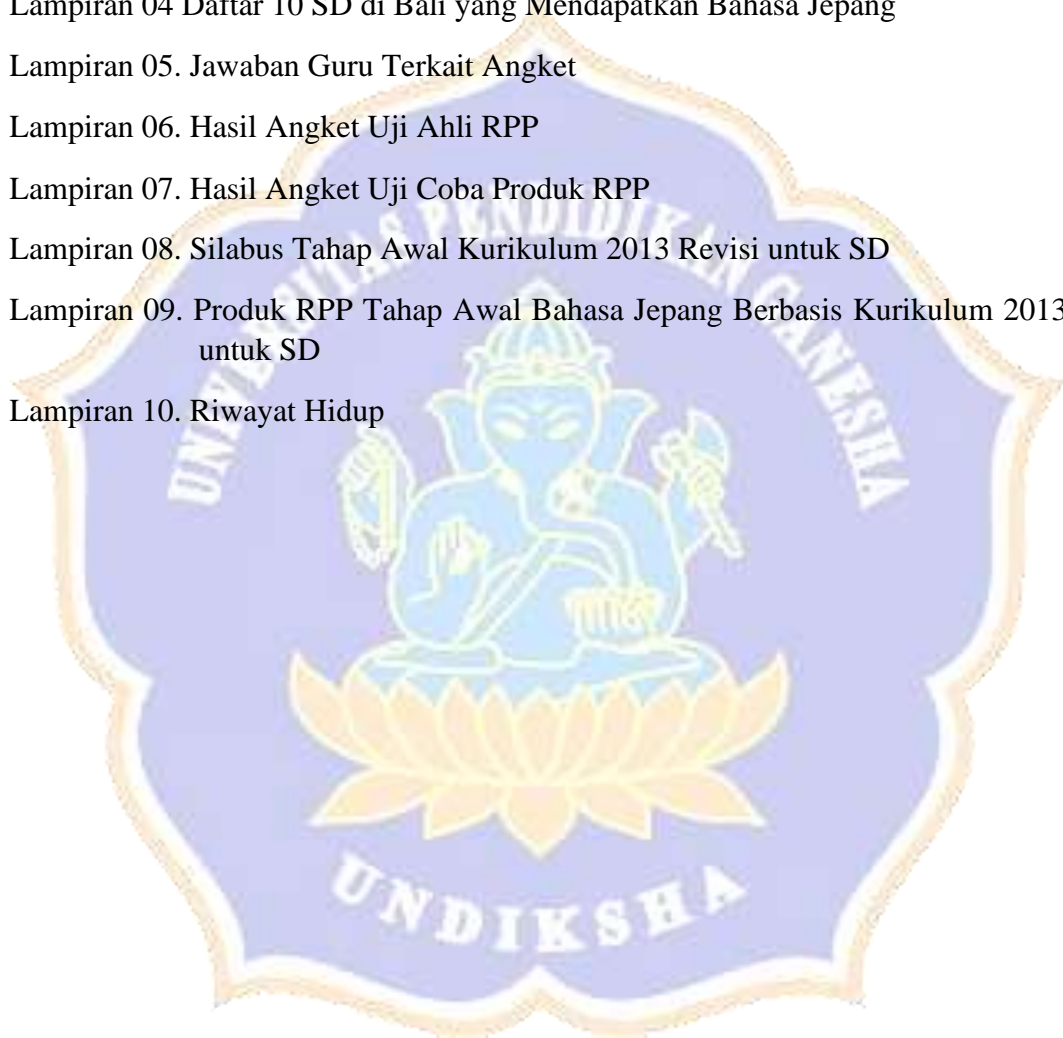 Lampiran 04 Daftar 10 SD di Bali yang Mendapatkan Bahasa Jepang
Lampiran 05. Jawaban Guru Terkait Angket
Lampiran 06. Hasil Angket Uji Ahli RPP
Lampiran 07. Hasil Angket Uji Coba Produk RPP
Lampiran 08. Silabus Tahap Awal Kurikulum 2013 Revisi untuk SD
Lampiran 09. Produk RPP Tahap Awal Bahasa Jepang Berbasis Kurikulum 2013
untuk SD
Lampiran 10. Riwayat Hidup
UNIVERSITAS PENDIDIKAN GANESHA
UNDIKSHA